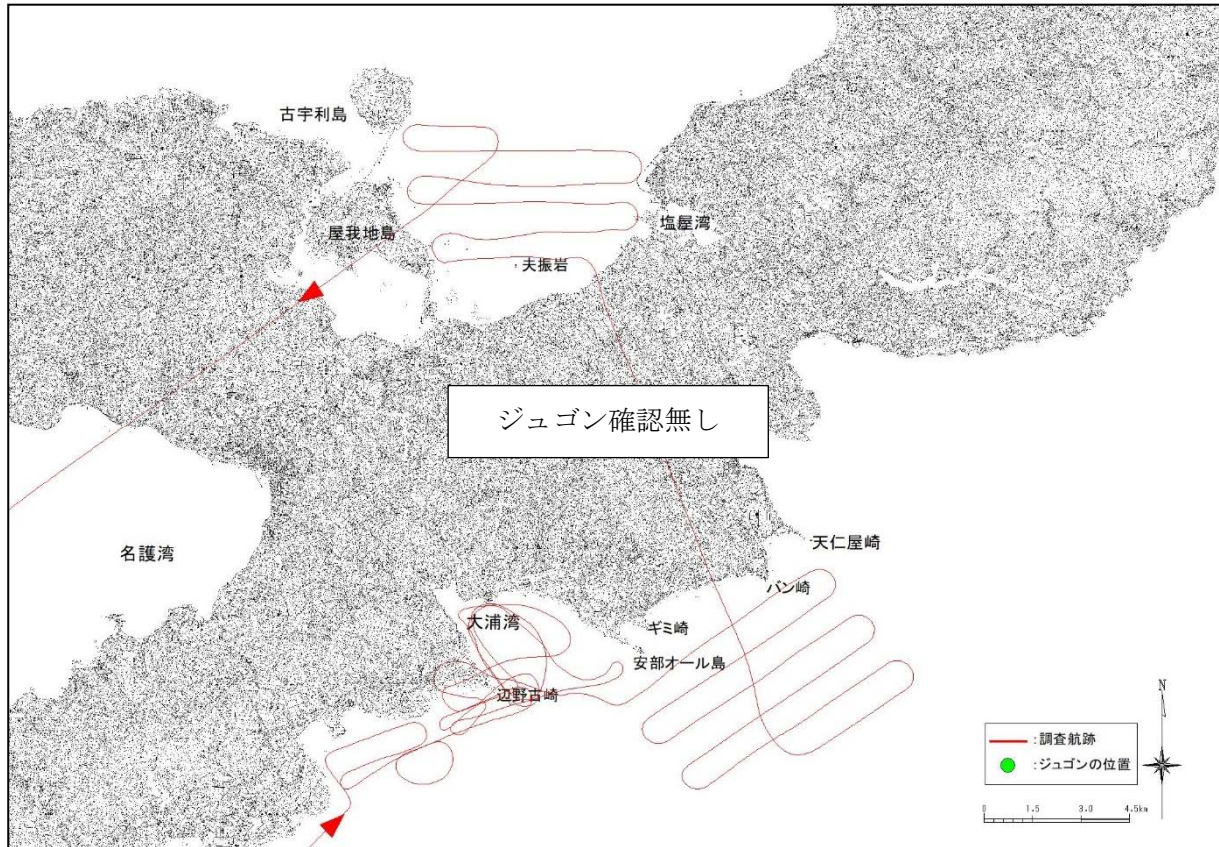 古宇利島
屋我地島
塩屋湾
夫振岩
ジュゴン確認無し
名護湾
天仁屋崎
バン崎
大浦湾
ギミ崎
安部オール島
辺野古崎
N
:調査航跡
:ジュゴンの位置
0 1.5 3.0 4.5km